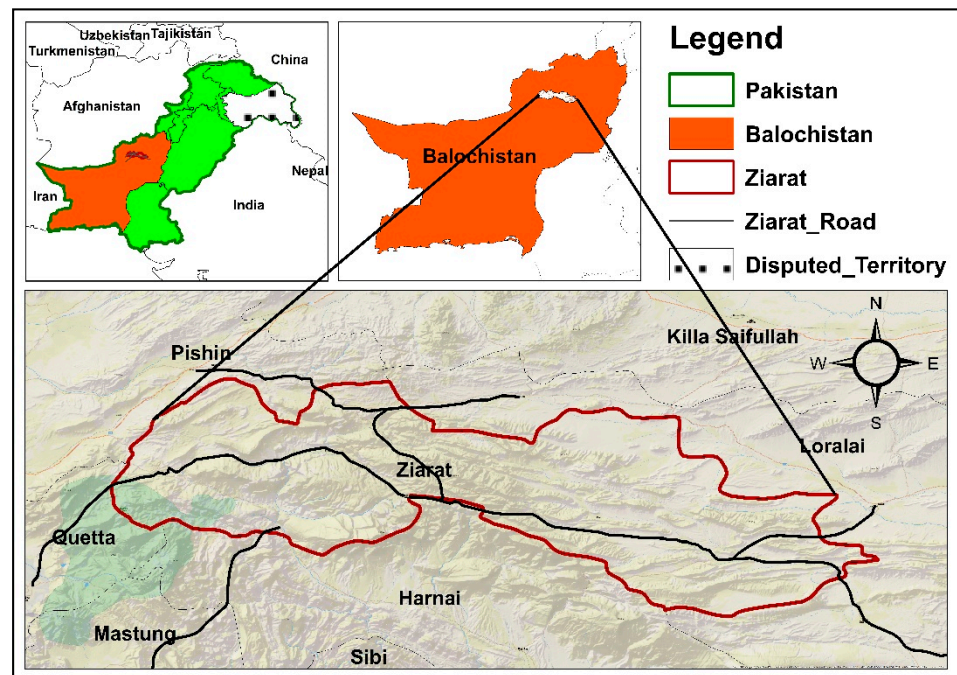 Uzbekistan
Tajikistan
Turkmenistan
China
Afghanistan
Iran
Nepal
India
Balochistan
Legend
Pakistan
Balochistan
Ziarat
Ziarat_Road
Disputed_Territory
N
W
E
S
Killa Saifullah
Pishin
Loralai
Ziarat
Quetta
Harnai
Mastung
Sibi